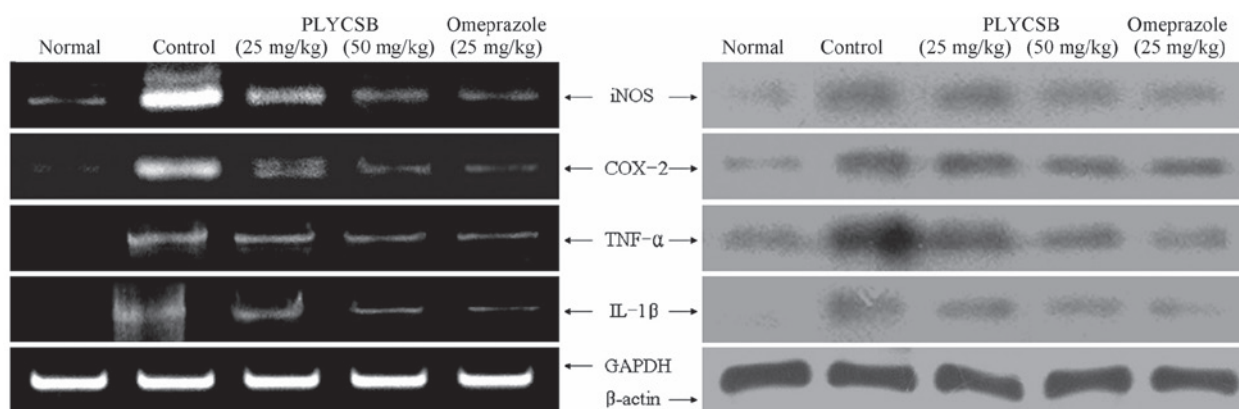 PLYCSB Omeprazole PLYCSB Omeprazole
Normal Control (25 mg/kg) (50 mg/kg) (25 mg/kg) Normal Control (25 mg/kg) (50 mg/kg) (25 mg/kg)
iNOS
COX-2
TNF-α
IL-1β
GAPDH
β-actin